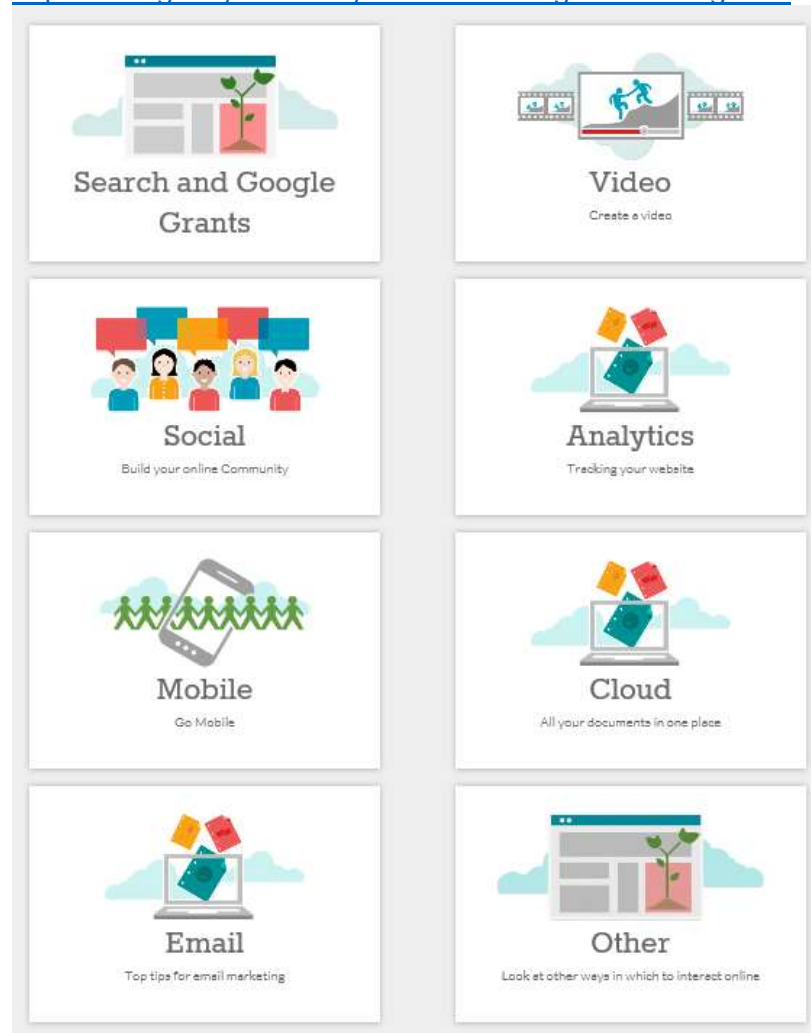 Search and Google
Grants
Video
Create a video
Social
Build your online Community
Analytics
Tracking your website
Mobile
Go Mobile
Cloud
All your documents in one place
Email
Top tips for email marketing
Other
Look at other ways in which to interact online